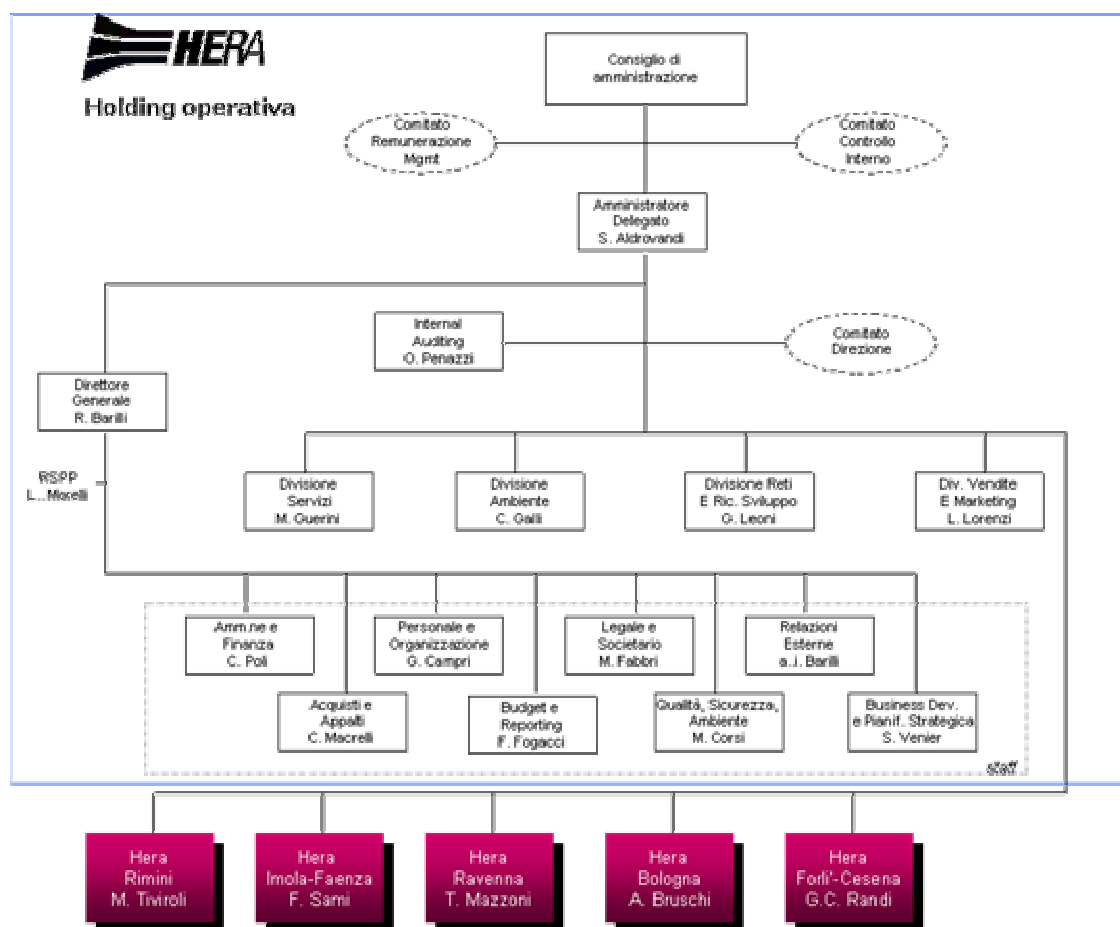 HERA
Holding operativa
Consiglio di
amministrazione
Comitato
Remunerazione
Mgmt
Comitato
Controllo
Interno
Amministratore
Delegato
S. Aldrovandi
Internal
Auditing
O. Penazzi
Comitato
Direzione
Direttore
Generale
R. Barilli
RSPP
L.. Morelli
Divisione
Servizi
M. Guerini
Divisione
Ambiente
C. Galli
Divisione Reti
E Ric. Sviluppo
G. Leoni
Div. Vendite
E Marketing
L. Lorenzi
Amm.ne e
Finanza
C. Poli
Personale e
Organizzazione
G. Campri
Legale e
Societario
M. Fabbri
Relazioni
Esterne
a.i. Barilli
Acquisti e
Appalti
C. Macrelli
Budget e
Reporting
F. Fogacci
Qualità, Sicurezza,
Ambiente
M. Corsi
Business Dev.
e Pianif. Strategica
S. Venier
staff
Hera
Rimini
M. Tiviroli
Hera
Imola-Faenza
F. Sami
Hera
Ravenna
T. Mazzoni
Hera
Bologna
A. Bruschi
Hera
Forli'-Cesena
G.C. Randi